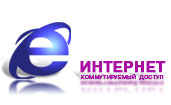 ИНТЕРНЕТ
КОММУТИРУЕМЫЙ ДОСТУП